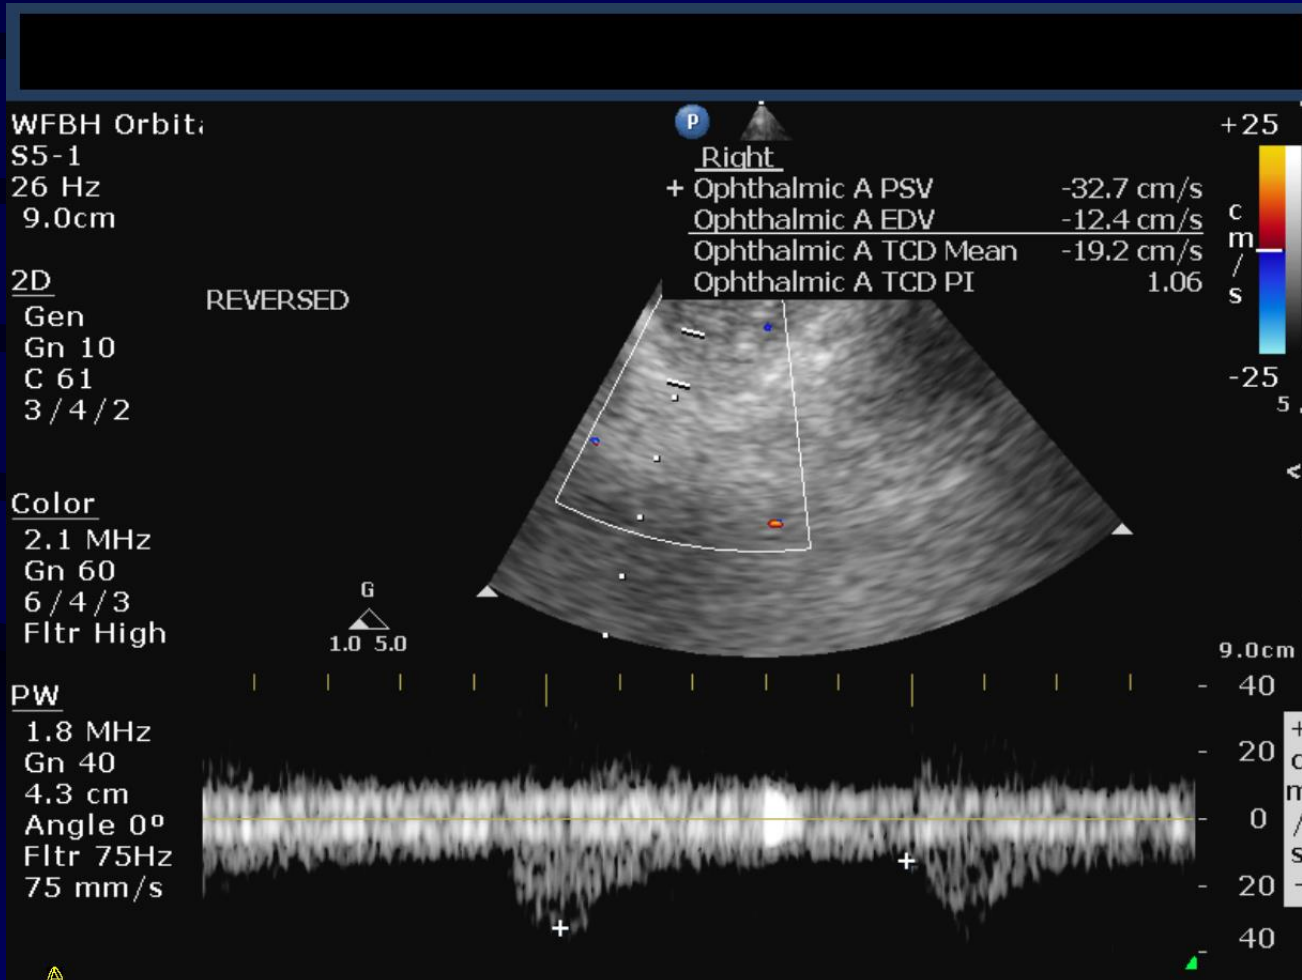 WFBH Orbit
S5-1
26 Hz
9.0cm
2D
Gen
Gn 10
C 61
3/4/2
Color
2.1 MHz
Gn 60
6/4/3
Fltr High
PW
1.8 MHz
Gn 40
4.3 cm
Angle 0º
Fltr 75Hz
75 mm/s
REVERSED
P
Right
+ Ophthalmic A PSV -32.7 cm/s
Ophthalmic A EDV -12.4 cm/s
Ophthalmic A TCD Mean -19.2 cm/s
Ophthalmic A TCD PI 1.06
G
1.0 5.0
+25
cm/s
-25
5.
<
9.0cm
- 40
- 20
0
- 20
- 40
+
cm/s
-